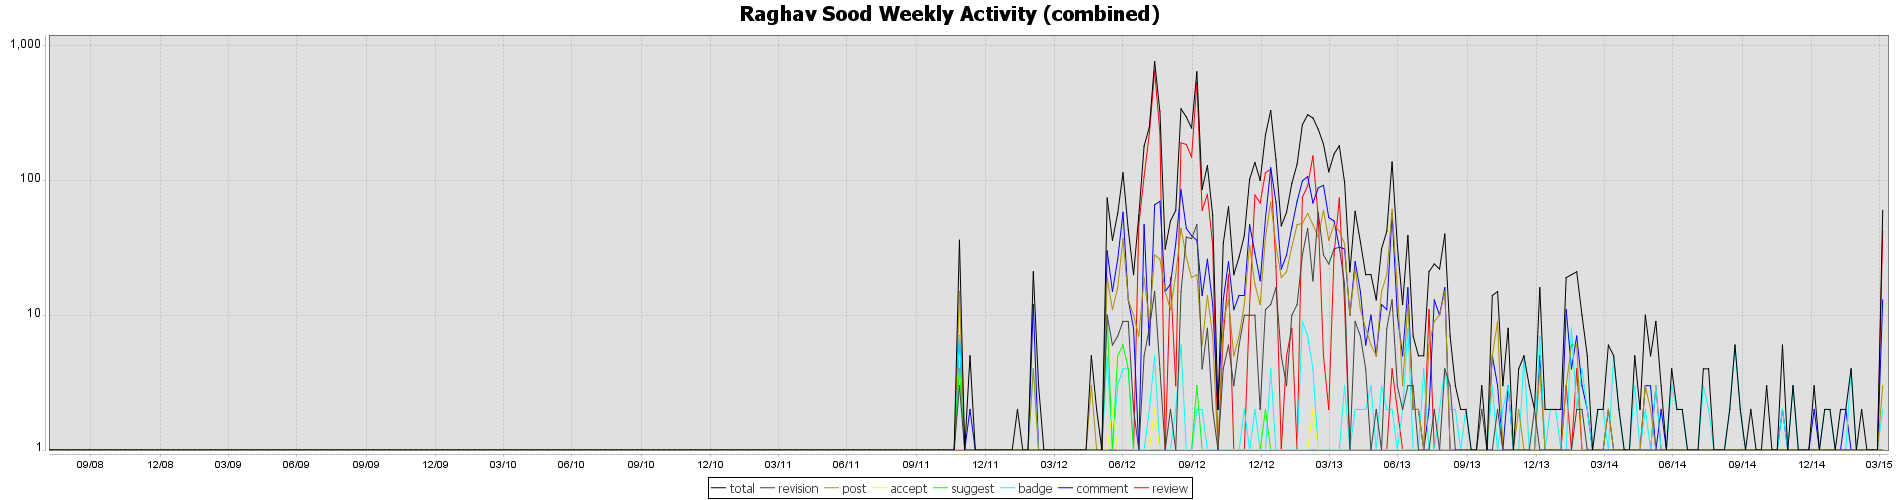 Raghav Sood Weekly Activity (combined)
1,000
100
10
1
09/08 12/08 03/09 06/09 09/09 12/09 03/10 06/10 09/10 12/10 03/11 06/11 09/11 12/11 03/12 06/12 09/12 12/12 03/13 06/13 09/13 12/13 03/14 06/14 09/14 12/14 03/15
total revision post accept suggest badge comment review